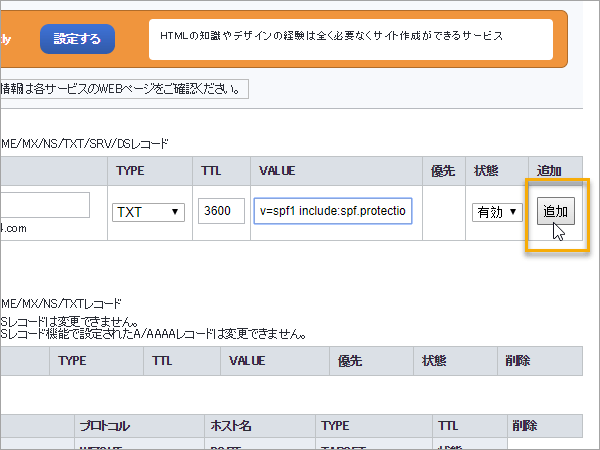 設定する
HTMLの知識やデザインの経験は全く必要なくサイト作成ができるサービス
情報は各サービスのWEBページをご確認ください。
ME/MX/NS/TXT/SRV/DSレコード
TYPE TTL VALUE 優先 状態 追加
TXT 3600 v=spf1 include:spf.protectio 有効 追加
4.com
ME/MX/NS/TXTレコード
Sレコードは変更できません。
Sレコード機能で設定されたA/AAAAレコードは変更できません。
TYPE TTL VALUE 優先 状態 削除
プロトコル ホスト名 TYPE TTL 削除
WEIGHT PORT TARGET 状態